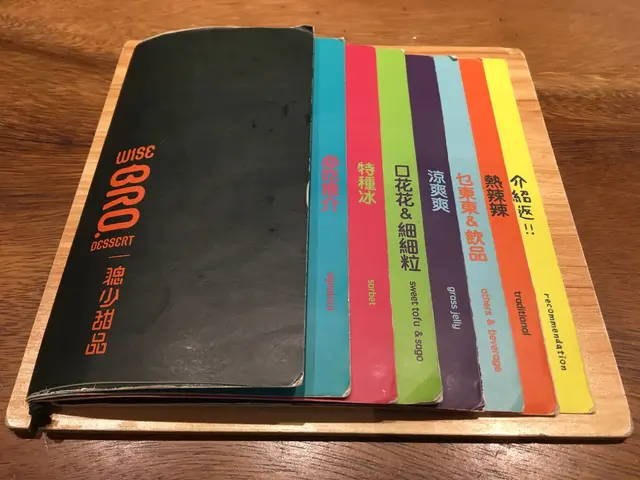 WISE
BRO.
DESSERT
聰少甜品
推介
特種冰
sorbet
口花花&細細粒
sweet tofu & sago
涼爽爽
grass jelly
乜東東&飲品
others & beverage
熱辣辣
traditional
介紹返!!
recommendation